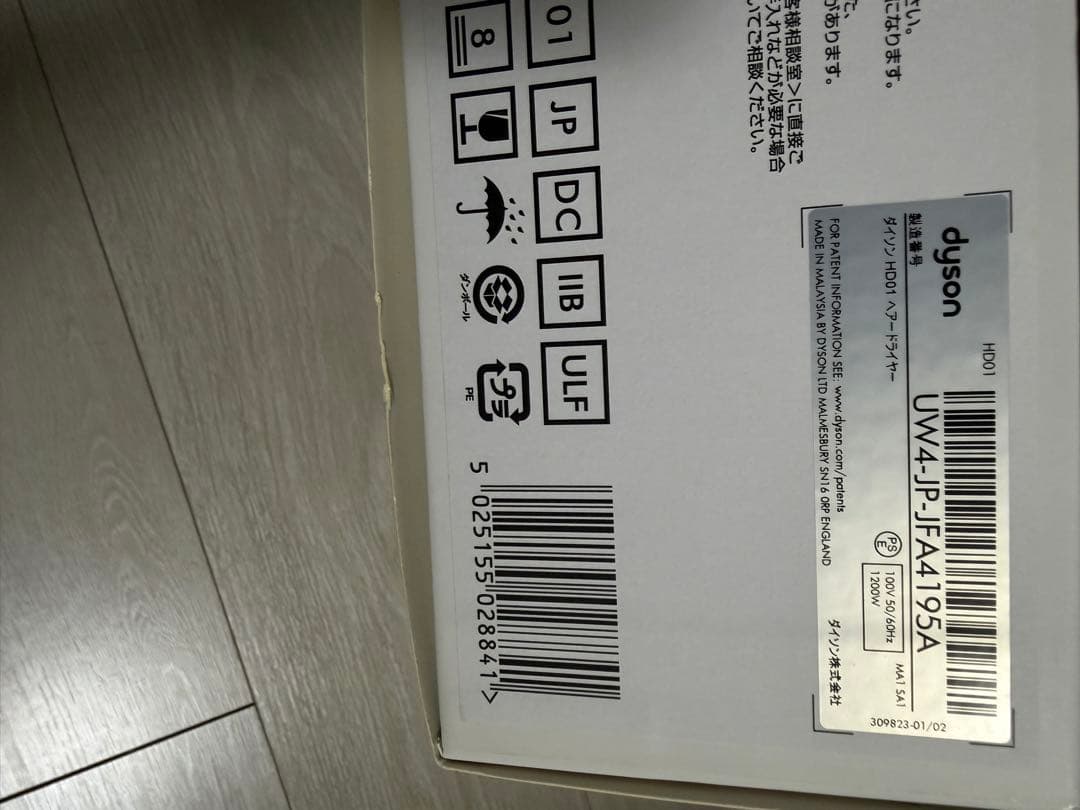 さい。
になります。
た、
があります。
客様相談室>に直接ご
手入れなどが必要な場合
いてご相談ください。
01
JP
DC
IIB
ULF
8
ダンボール
プラ
PE
5 025155 028841 >
dyson
HD01
製造番号
UW4-JP-JFA4195A
ダイソン HD01 ヘアードライヤー
PS
E
100V 50/60Hz
1200W
MA1 SA1
FOR PATENT INFORMATION SEE: www.dyson.com/patents
MADE IN MALAYSIA BY DYSON LTD MALMESBURY SN16 0RP ENGLAND
ダイソン株式会社
309823-01/02